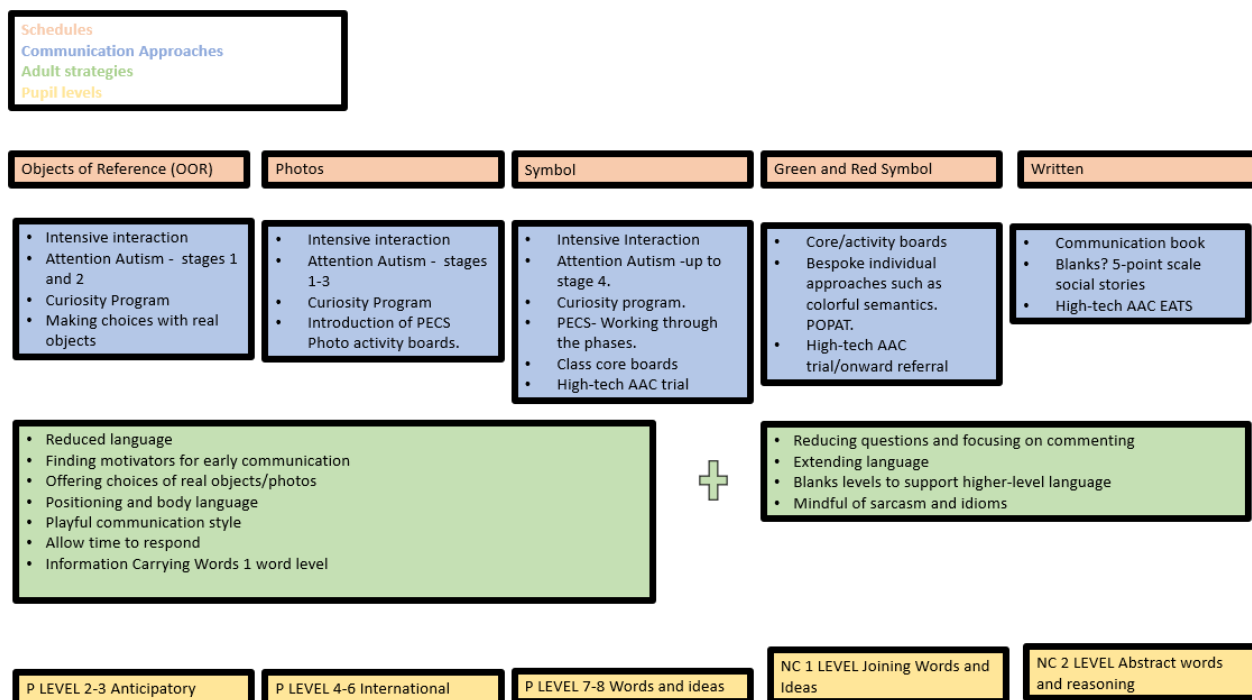 Schedules
Communication Approaches
Adult strategies
Pupil levels
Objects of Reference (OOR)
Photos
Symbol
Green and Red Symbol
Written
• Intensive interaction
• Attention Autism - stages 1
and 2
• Curiosity Program
• Making choices with real
objects
• Intensive interaction
• Attention Autism - stages
1-3
• Curiosity Program
• Introduction of PECS
Photo activity boards.
• Intensive Interaction
• Attention Autism -up to
stage 4.
• Curiosity program.
• PECS- Working through
the phases.
• Class core boards
• High-tech AAC trial
• Core/activity boards
• Bespoke individual
approaches such as
colorful semantics.
POPAT.
• High-tech AAC
trial/onward referral
• Communication book
• Blanks? 5-point scale
social stories
• High-tech AAC EATS
• Reduced language
• Finding motivators for early communication
• Offering choices of real objects/photos
• Positioning and body language
• Playful communication style
• Allow time to respond
• Information Carrying Words 1 word level
• Reducing questions and focusing on commenting
• Extending language
• Blanks levels to support higher-level language
• Mindful of sarcasm and idioms
P LEVEL 2-3 Anticipatory
P LEVEL 4-6 International
P LEVEL 7-8 Words and ideas
NC 1 LEVEL Joining Words and
Ideas
NC 2 LEVEL Abstract words
and reasoning